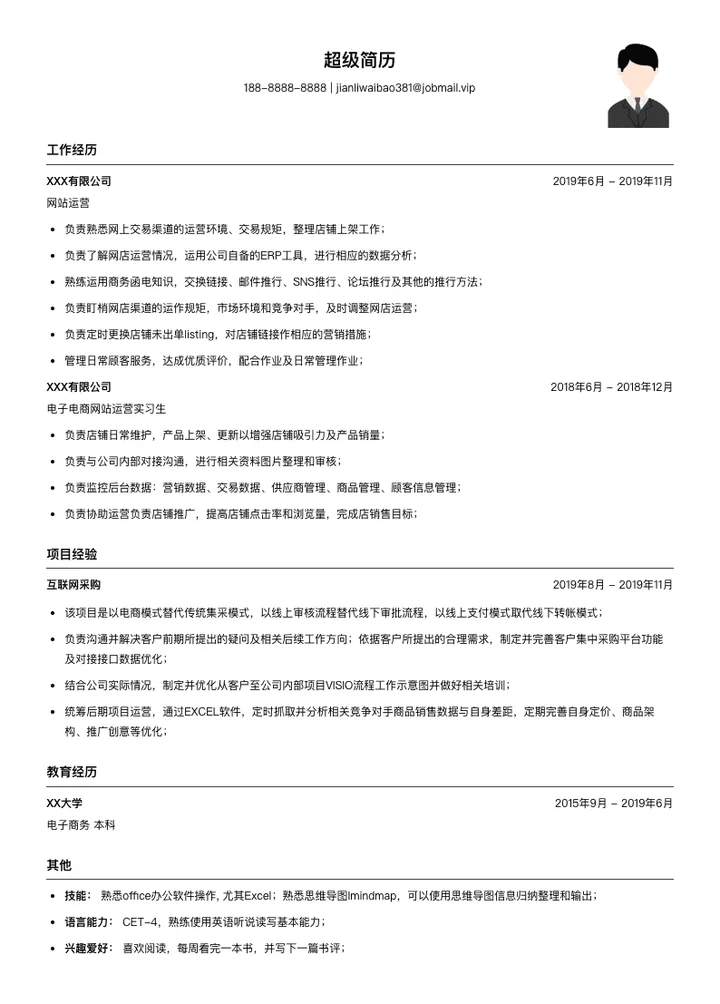 超级简历
188-8888-8888 | jianliwaibao381@jobmail.vip
工作经历
XXX有限公司 2019年6月 – 2019年11月
网站运营
• 负责熟悉网上交易渠道的运营环境、交易规矩，整理店铺上架工作；
• 负责了解网店运营情况，运用公司自备的ERP工具，进行相应的数据分析；
• 熟练运用商务函电知识，交换链接、邮件推行、SNS推行、论坛推行及其他的推行方法；
• 负责盯梢网店渠道的运作规矩，市场环境和竞争对手，及时调整网店运营；
• 负责定时更换店铺未出单listing，对店铺链接作相应的营销措施；
• 管理日常顾客服务，达成优质评价，配合作业及日常管理作业；
XXX有限公司 2018年6月 – 2018年12月
电子电商网站运营实习生
• 负责店铺日常维护，产品上架、更新以增强店铺吸引力及产品销量；
• 负责与公司内部对接沟通，进行相关资料图片整理和审核；
• 负责监控后台数据：营销数据、交易数据、供应商管理、商品管理、顾客信息管理；
• 负责协助运营负责店铺推广，提高店铺点击率和浏览量，完成店销售目标；
项目经验
互联网采购 2019年8月 – 2019年11月
• 该项目是以电商模式替代传统集采模式，以线上审核流程替代线下审批流程，以线上支付模式取代线下转帐模式；
• 负责沟通并解决客户前期所提出的疑问及相关后续工作方向；依据客户所提出的合理需求，制定并完善客户集中采购平台功能
及对接接口数据优化；
• 结合公司实际情况，制定并优化从客户至公司内部项目VISIO流程工作示意图并做好相关培训；
• 统筹后期项目运营，通过EXCEL软件，定时抓取并分析相关竞争对手商品销售数据与自身差距，定期完善自身定价、商品架
构、推广创意等优化；
教育经历
XX大学 2015年9月 – 2019年6月
电子商务 本科
其他
• 技能： 熟悉office办公软件操作, 尤其Excel；熟悉思维导图Imindmap，可以使用思维导图信息归纳整理和输出；
• 语言能力： CET-4，熟练使用英语听说读写基本能力；
• 兴趣爱好： 喜欢阅读，每周看完一本书，并写下一篇书评；